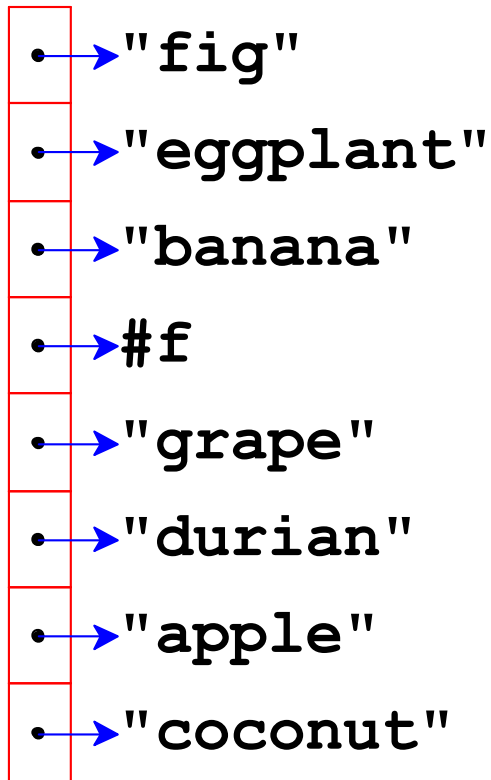 "fig"
"eggplant"
"banana"
#f
"grape"
"durian"
"apple"
"coconut"